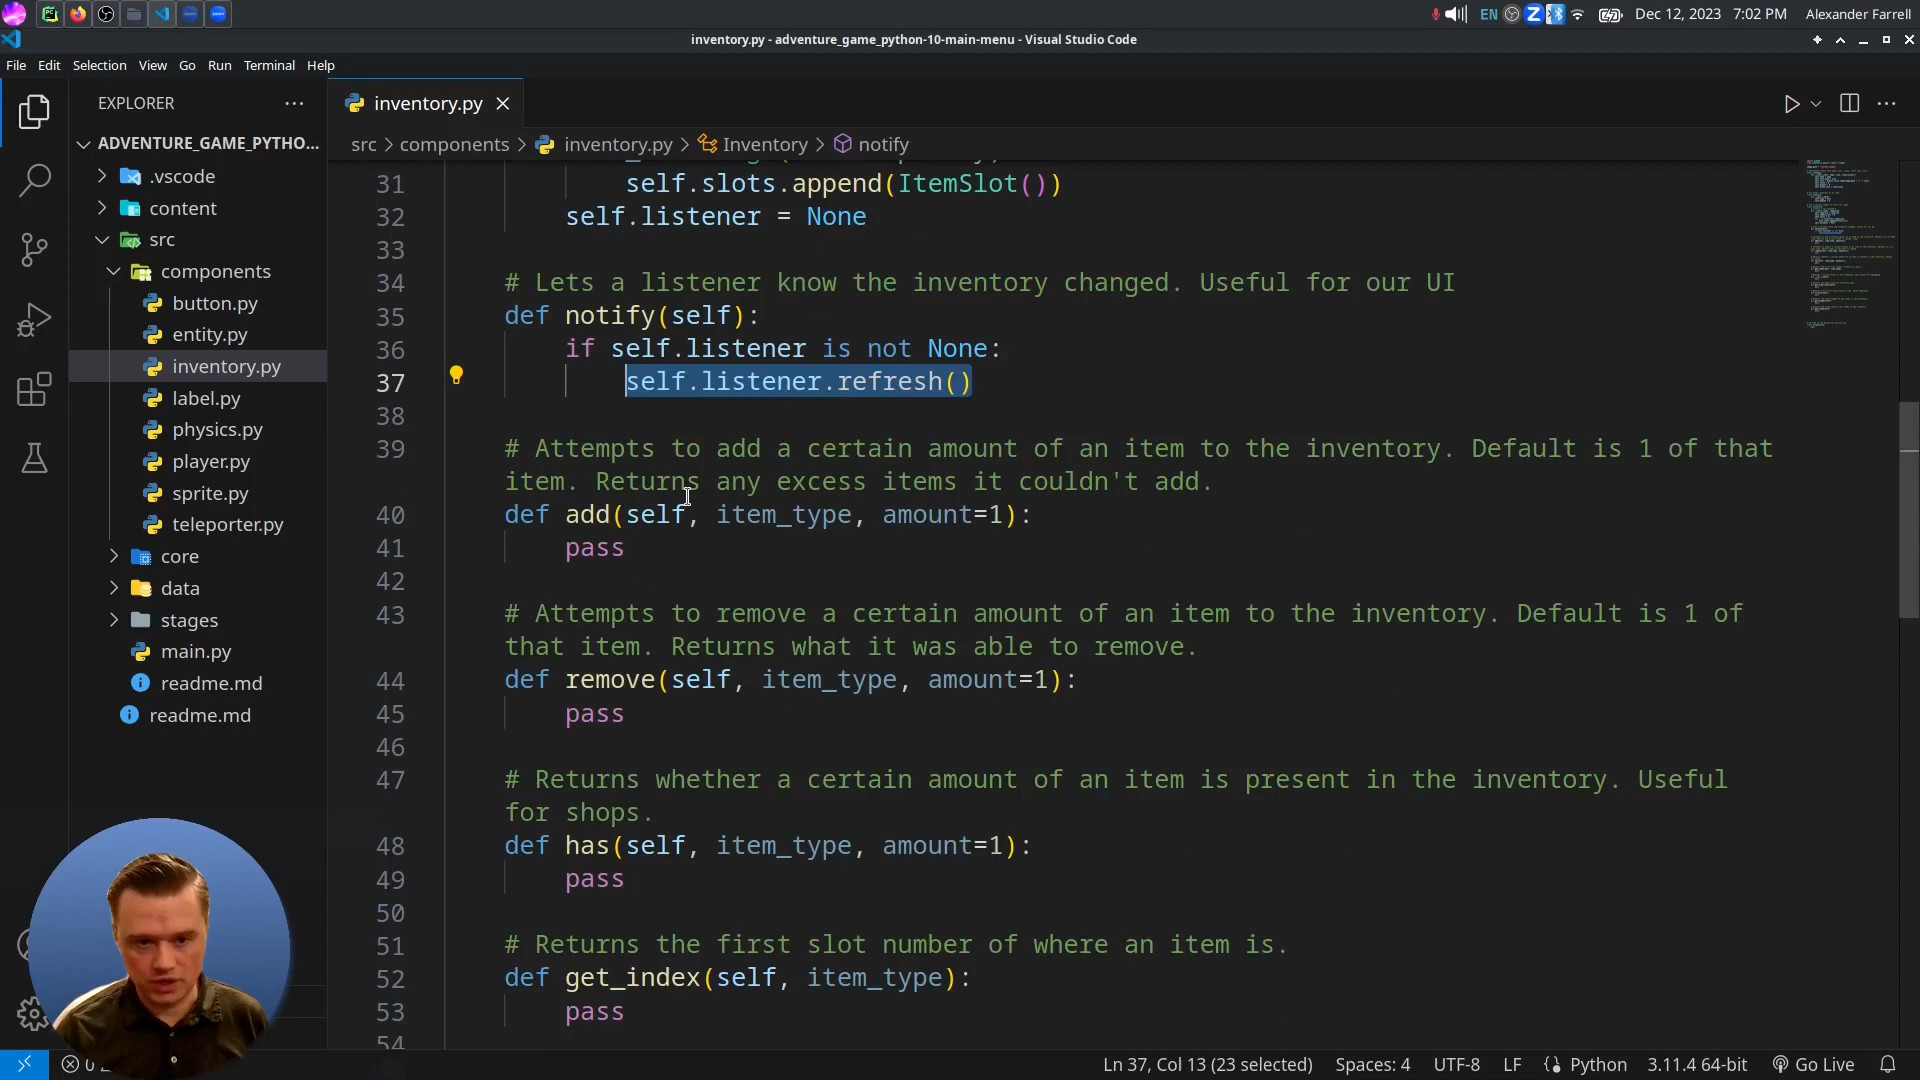 EN
Dec 12, 2023
7:02 PM
Alexander Farrell
inventory.py - adventure_game_python-10-main-menu - Visual Studio Code
File Edit Selection View Go Run Terminal Help
EXPLORER
inventory.py
ADVENTURE_GAME_PYTHO...
src > components > inventory.py > Inventory > notify
.vscode
content
src
components
button.py
entity.py
inventory.py
label.py
physics.py
player.py
sprite.py
teleporter.py
core
data
stages
main.py
readme.md
readme.md
31 self.slots.append(ItemSlot())
32 self.listener = None
33
34 # Lets a listener know the inventory changed. Useful for our UI
35 def notify(self):
36 if self.listener is not None:
37 self.listener.refresh()
38
39 # Attempts to add a certain amount of an item to the inventory. Default is 1 of that
item. Returns any excess items it couldn't add.
40 def add(self, item_type, amount=1):
41 pass
42
43 # Attempts to remove a certain amount of an item to the inventory. Default is 1 of
that item. Returns what it was able to remove.
44 def remove(self, item_type, amount=1):
45 pass
46
47 # Returns whether a certain amount of an item is present in the inventory. Useful
for shops.
48 def has(self, item_type, amount=1):
49 pass
50
51 # Returns the first slot number of where an item is.
52 def get_index(self, item_type):
53 pass
54
0
Ln 37, Col 13 (23 selected)
Spaces: 4
UTF-8
LF
Python
3.11.4 64-bit
Go Live